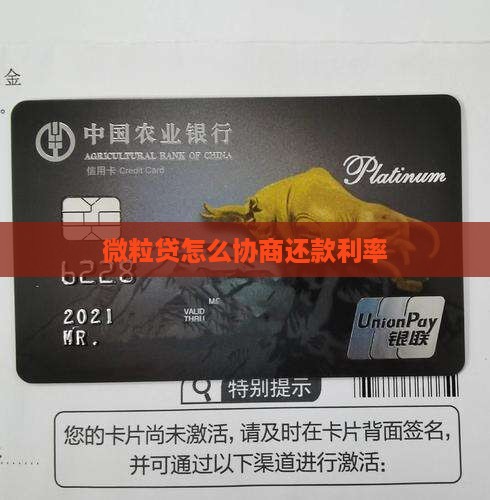 金
中国农业银行
AGRICULTURAL BANK OF CHINA
信用卡 Credit Card
Platinum
微粒贷怎么协商还款利率
6228
2021
VALID
THRU
MR.
UnionPay
银联
特别提示
您的卡片尚未激活，请及时在卡片背面签名，
并可通过以下渠道进行激活：